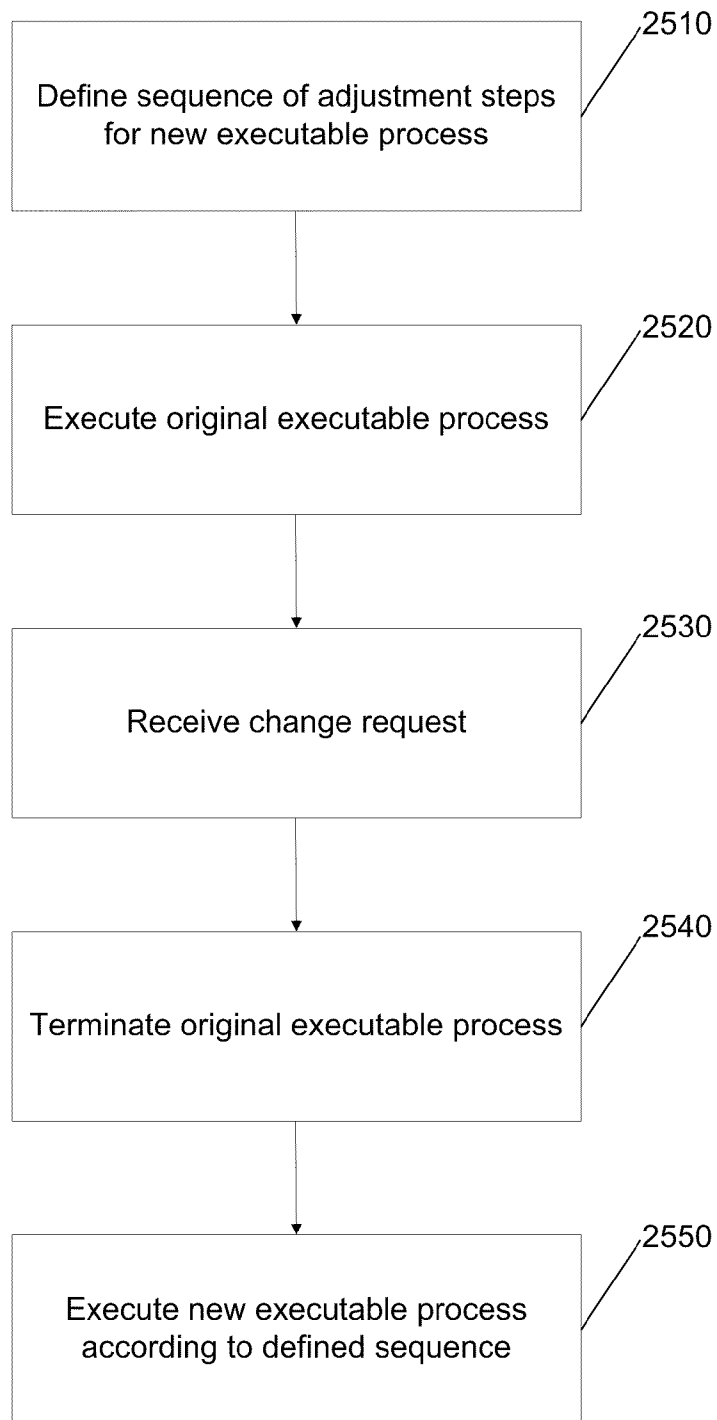 2510
Define sequence of adjustment steps
for new executable process
2520
Execute original executable process
2530
Receive change request
2540
Terminate original executable process
2550
Execute new executable process
according to defined sequence